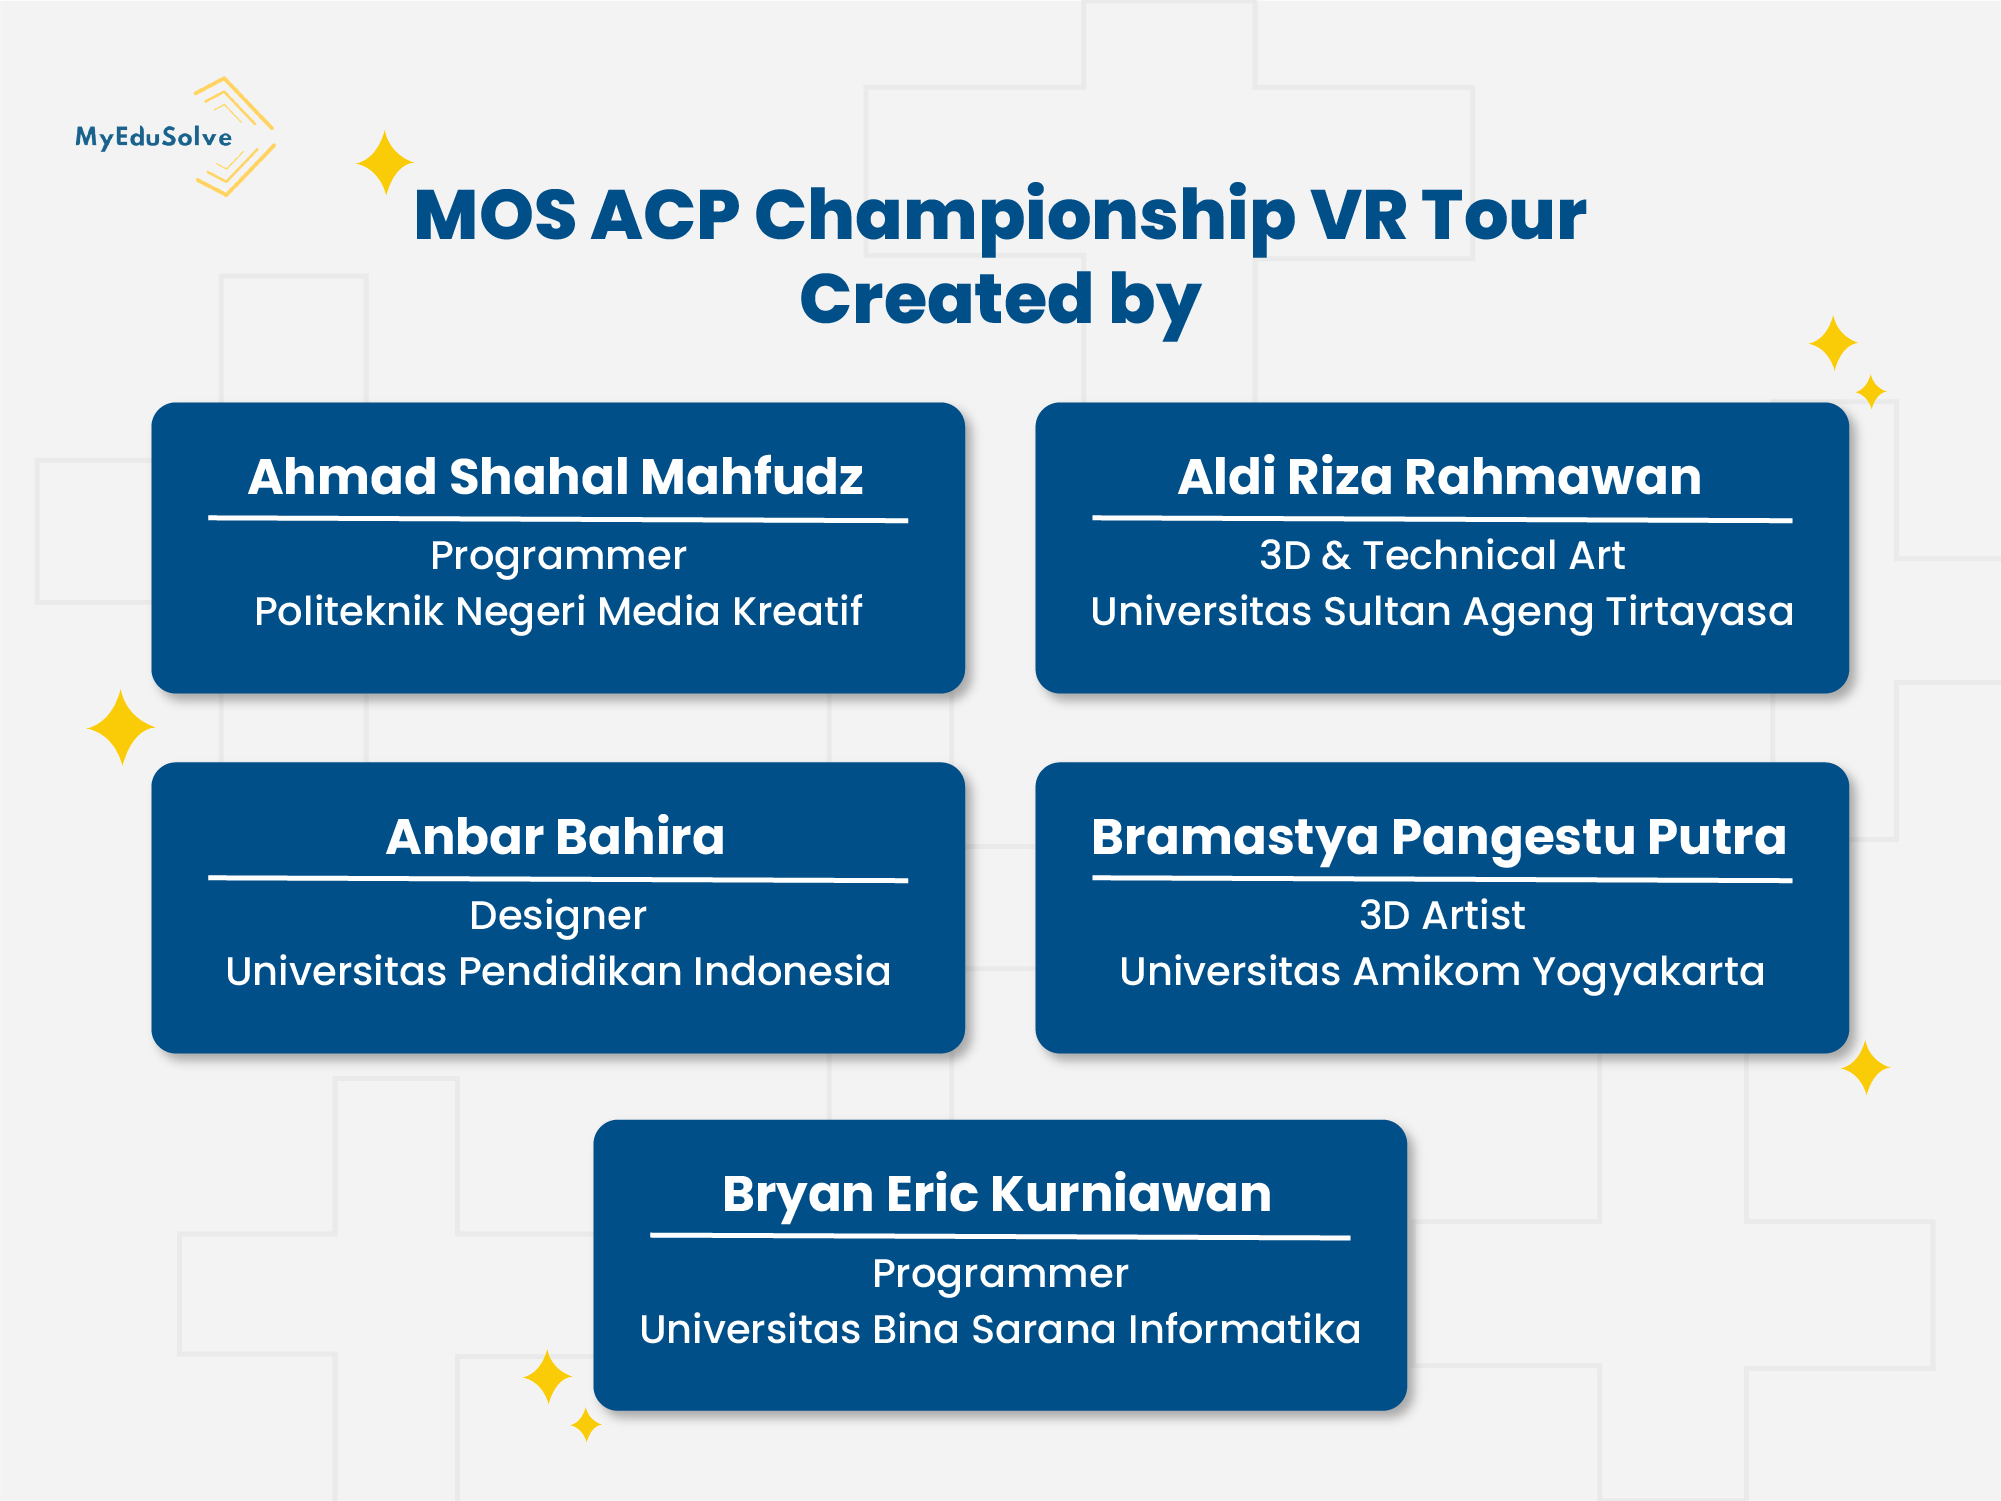 MyEduSolve
MOS ACP Championship VR Tour
Created by
Ahmad Shahal Mahfudz
Programmer
Politeknik Negeri Media Kreatif
Aldi Riza Rahmawan
3D & Technical Art
Universitas Sultan Ageng Tirtayasa
Anbar Bahira
Designer
Universitas Pendidikan Indonesia
Bramastya Pangestu Putra
3D Artist
Universitas Amikom Yogyakarta
Bryan Eric Kurniawan
Programmer
Universitas Bina Sarana Informatika